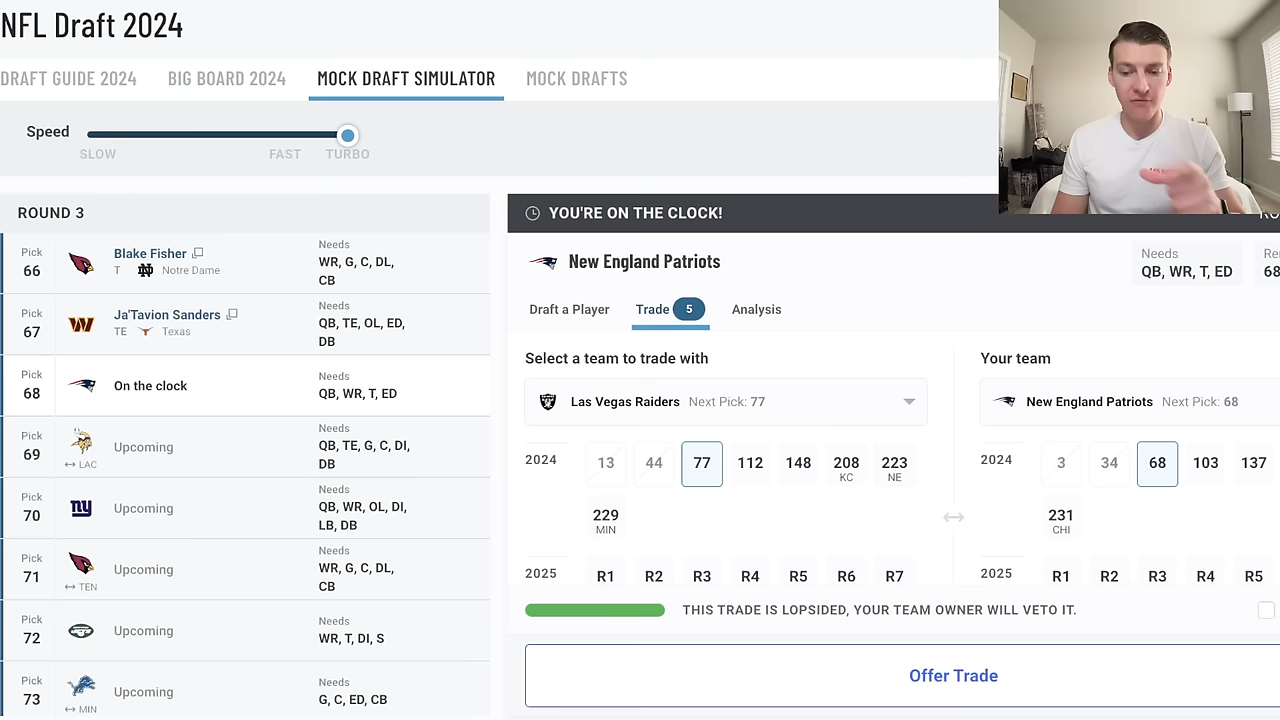 NFL Draft 2024
DRAFT GUIDE 2024 BIG BOARD 2024 MOCK DRAFT SIMULATOR MOCK DRAFTS
Speed
SLOW FAST TURBO
ROUND 3
Pick
66
Blake Fisher
T Notre Dame
Needs
WR, G, C, DL,
CB
Pick
67
Ja'Tavion Sanders
TE Texas
Needs
QB, TE, OL, ED,
DB
Pick
68
On the clock
Needs
QB, WR, T, ED
Pick
69
↔ LAC
Upcoming
Needs
QB, TE, G, C, DI,
DB
Pick
70
Upcoming
Needs
QB, WR, OL, DI,
LB, DB
Pick
71
↔ TEN
Upcoming
Needs
WR, G, C, DL,
CB
Pick
72
Upcoming
Needs
WR, T, DI, S
Pick
73
↔ MIN
Upcoming
Needs
G, C, ED, CB
YOU'RE ON THE CLOCK!
New England Patriots
Needs
QB, WR, T, ED
68
Draft a Player Trade 5 Analysis
Select a team to trade with
Las Vegas Raiders Next Pick: 77
2024 13 44 77 112 148 208 223
KC NE
229
MIN
2025 R1 R2 R3 R4 R5 R6 R7
Your team
New England Patriots Next Pick: 68
2024 3 34 68 103 137
231
CHI
2025 R1 R2 R3 R4 R5
THIS TRADE IS LOPSIDED, YOUR TEAM OWNER WILL VETO IT.
Offer Trade